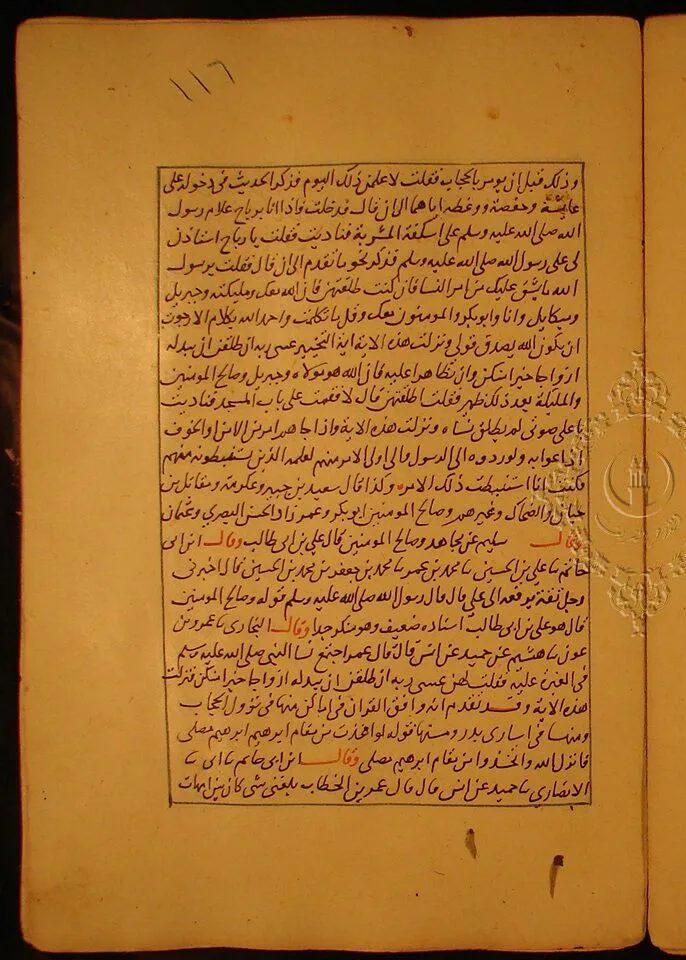 ١١٦
وذلك قبل ان يومر بالحجاب فقلت لاعلمن ذلك اليوم فذكر الحديث في دخوله على
عايشة وحفصة ووعظه اياهما الى ان قال فدخلت فاذا انا برباح غلام رسول
الله صلى الله عليه وسلم على اسكفة المشربة فناديت فقلت يا رباح استاذن
لي على رسول الله صلى الله عليه وسلم فذكر نحو ما تقدم الى ان قال فقلت يرسول
الله ما يشق عليك من امر النسا فان كنت طلقتهن فان الله معك ومليكته وجبريل
وميكايل وانا وابو بكر والمومنون معك وقل ما تكلمت واحمد الله بكلام الا رجوت
ان يكون الله يصدق قولي ونزلت هذه الاية اية التخيير عسى ربه ان طلقكن ان يبدله
ازواجا خيرا منكن وان تظاهرا عليه فان الله هو مولاه وجبريل وصالح المومنين
والمليكة بعد ذلك ظهير فقلت اطلقتهن قال لا فقمت على باب المسجد فناديت
با على صوتي لم يطلق نساه ونزلت هذه الاية واذا جاهم امر من الامن او الخوف
اذاعوا به ولو ردوه الى الرسول والى اولى الامر منهم لعلمه الذين يستنبطونه منهم
فكنت انا استنبطت ذلك الامر وكذا قال سعيد بن جبير وعكرمة ومقاتل بن
حيان والضحاك وغيرهم وصالح المومنين ابو بكر وعمر زاد الحسن البصري وعثمان
وقال سليم عن مجاهد وصالح المومنين قال علي بن ابي طالب وقال ابن ابي
حاتم نا علي بن الحسين نا محمد بن عمر نا محمد بن جعفر بن محمد بن الحسين قال اخبرني
رجل ثقة يرفعه الى علي قال قال رسول الله صلى الله عليه وسلم قوله وصالح المومنين
قال هو علي بن ابي طالب اسناده ضعيف وهو منكر جدا وقال البخاري نا عمرو بن
عون نا هشيم عن حميد عن انس قال قال عمر اجتمع نسا النبي صلى الله عليه وسلم
في الغيرة عليه فقلت لهن عسى ربه ان طلقكن ان يبدله ازواجا خيرا منكن فنزلت
هذه الاية وقد تقدم انه وافق القران في اماكن منها في نزول الحجاب
ومنها في اسارى بدر ومنها قوله لو اتخذت من مقام ابرهيم ابرهيم مصلى
فانزل الله واتخذوا من مقام ابرهيم مصلى وقال ابن ابي حاتم نا ابي نا
الانصاري نا حميد عن انس قال قال عمر بن الخطاب بلغني شي كان بين امهات